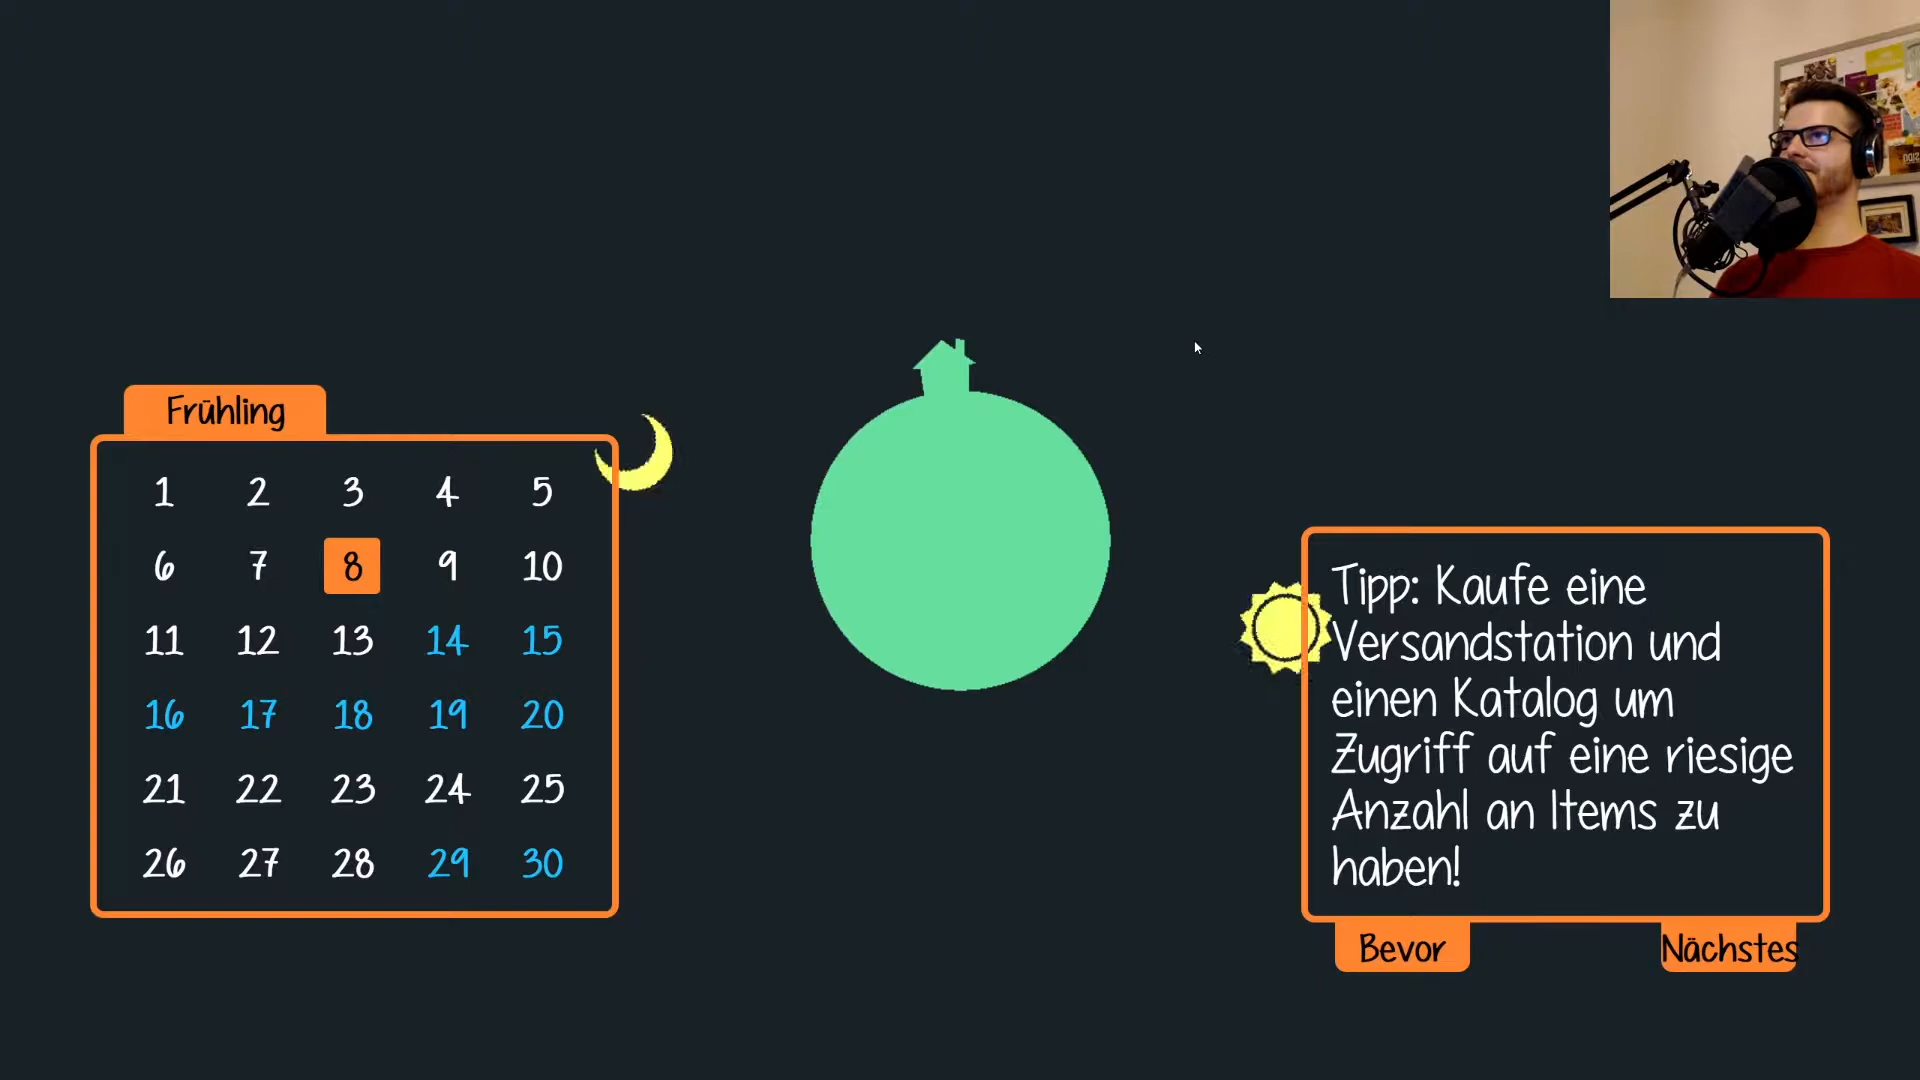 Frühling
1 2 3 4 5
6 7 8 9 10
11 12 13 14 15
16 17 18 19 20
21 22 23 24 25
26 27 28 29 30
Tipp: Kaufe eine
Versandstation und
einen Katalog um
Zugriff auf eine riesige
Anzahl an Items zu
haben!
Bevor
Nächstes